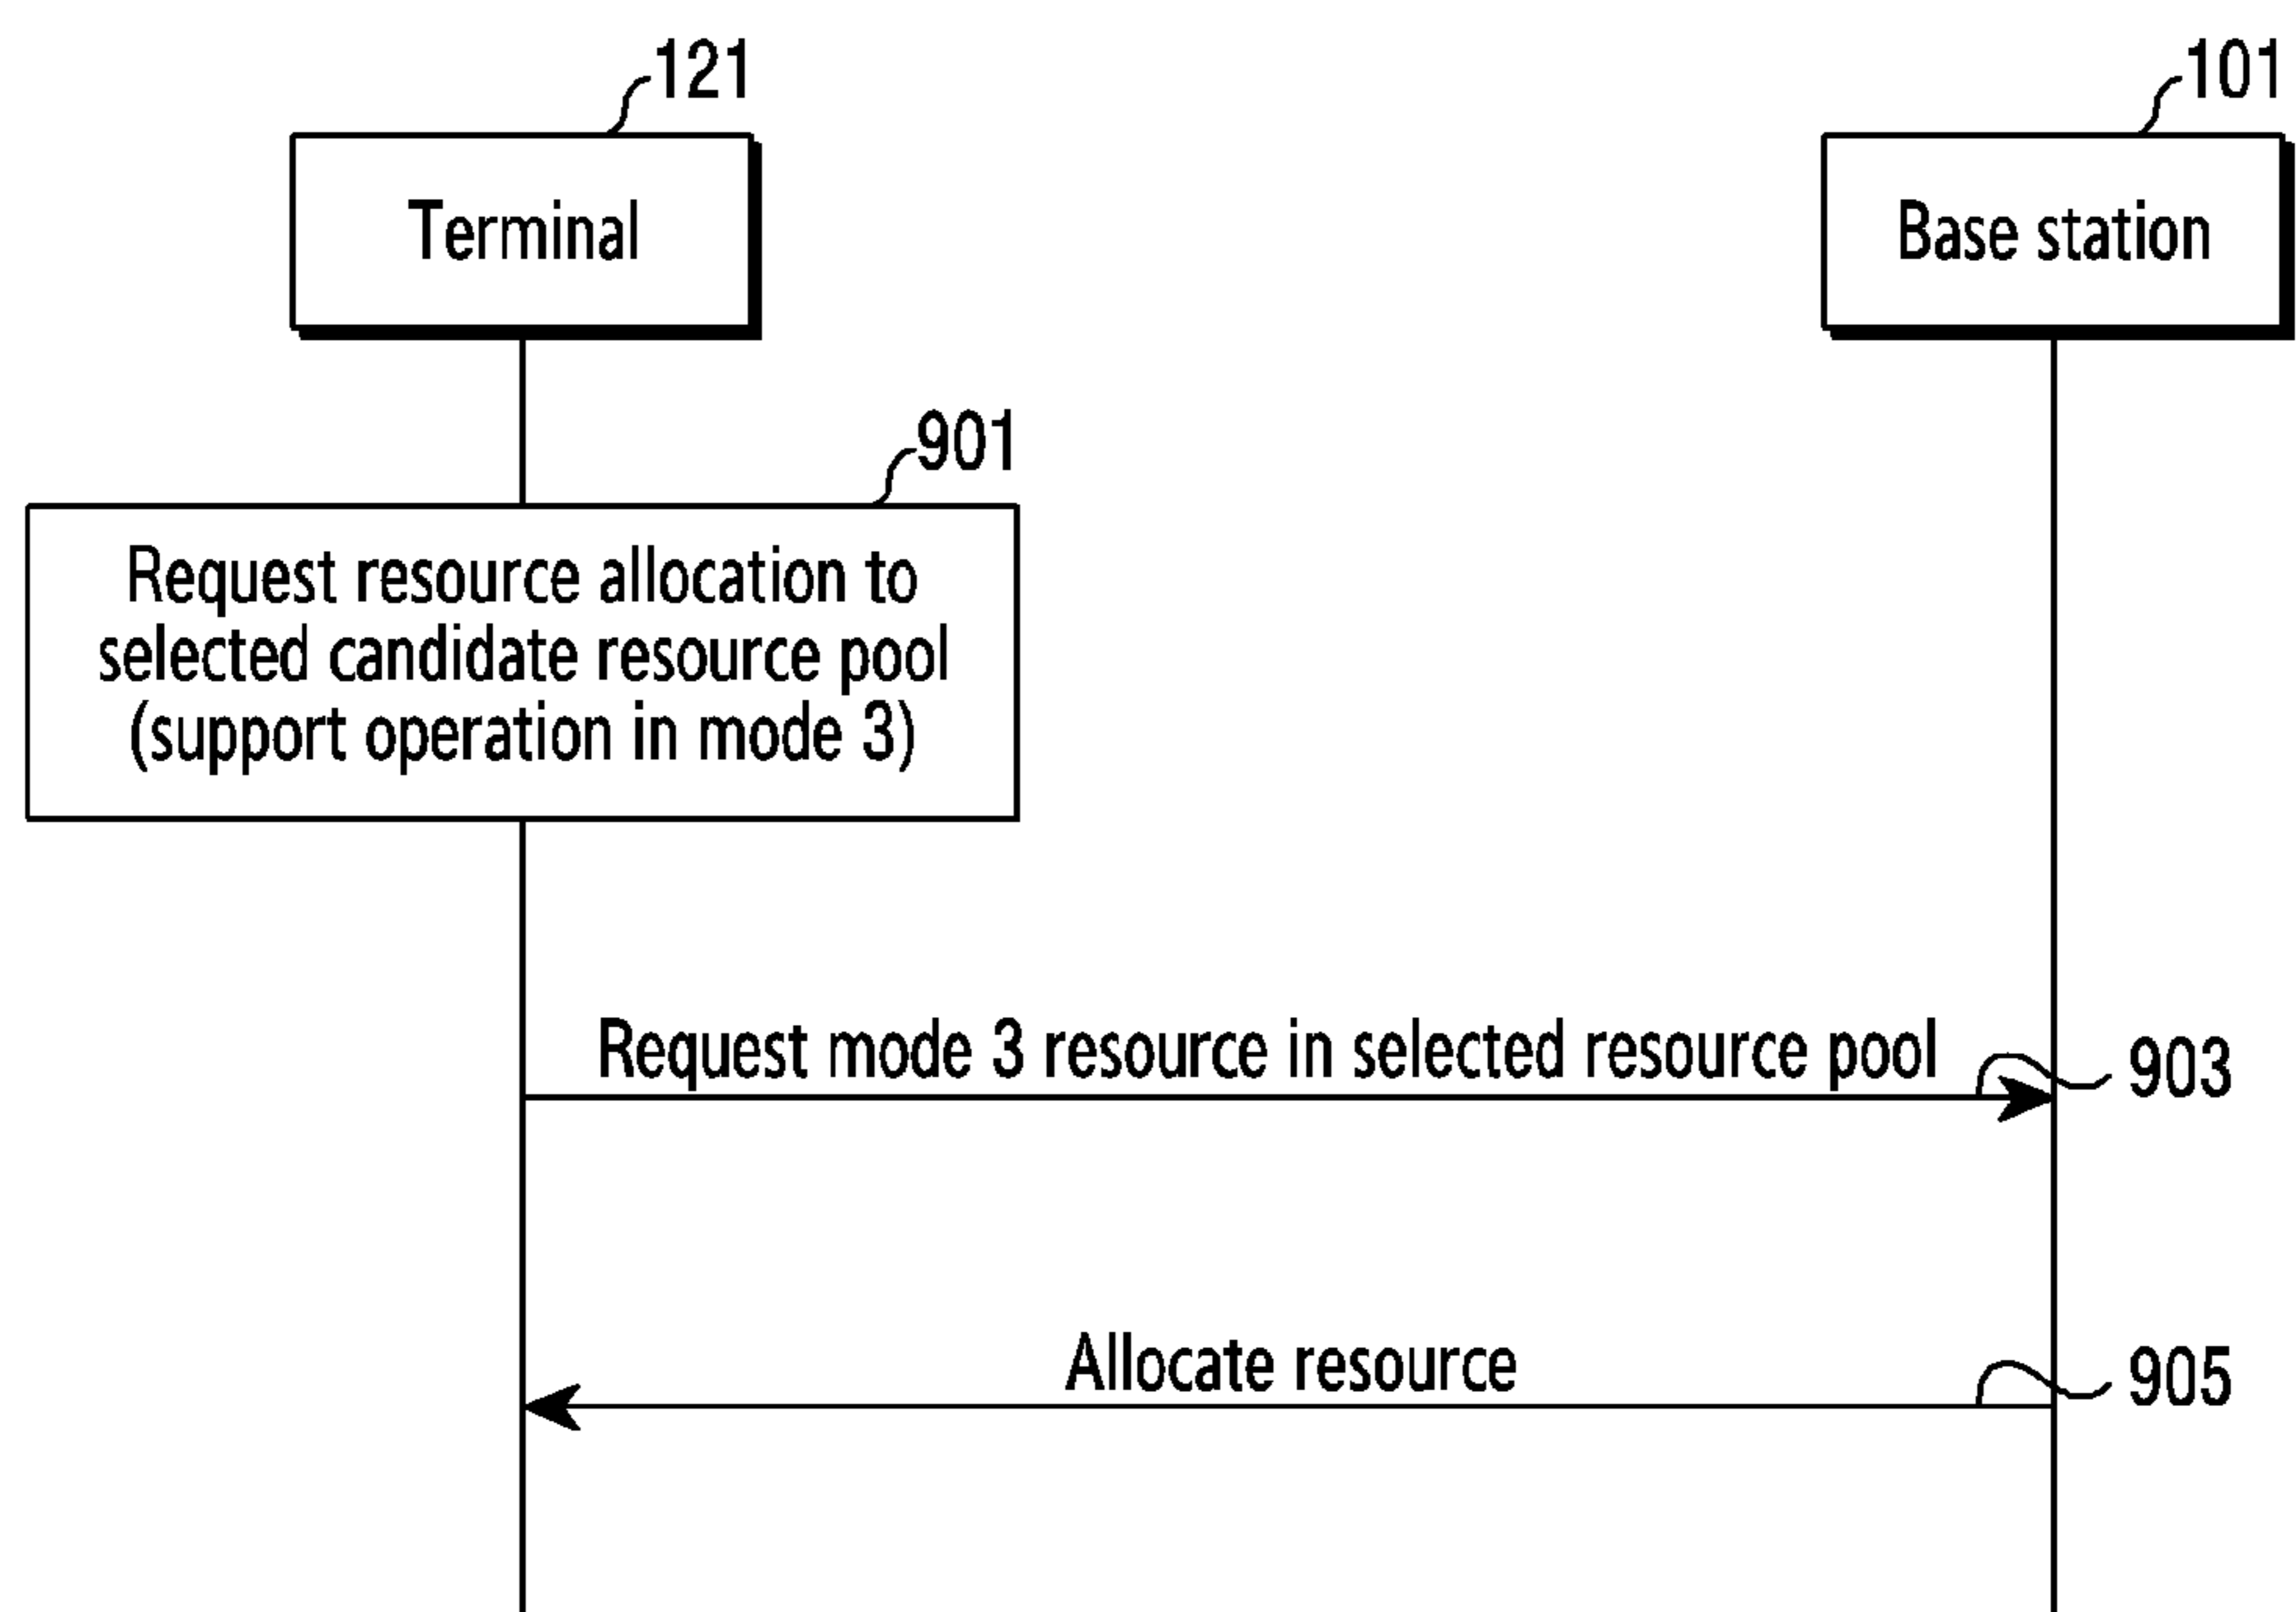 121
101
Terminal
Base station
901
Request resource allocation to
selected candidate resource pool
(support operation in mode 3)
Request mode 3 resource in selected resource pool
903
Allocate resource
905